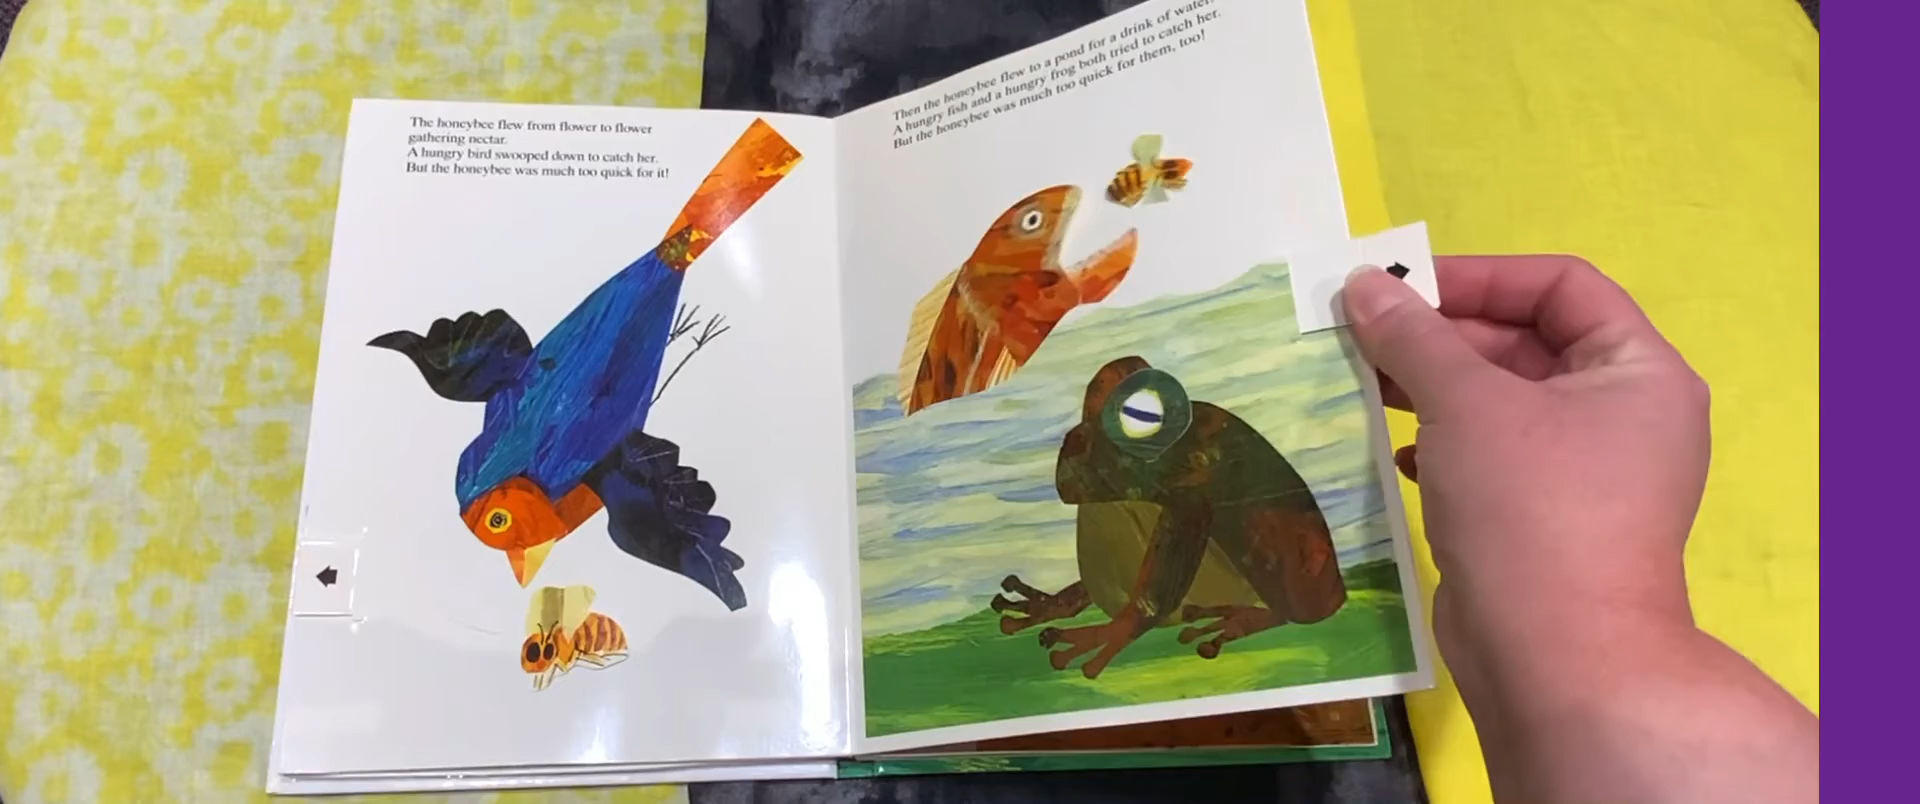 The honeybee flew from flower to flower
gathering nectar.
A hungry bird swooped down to catch her.
But the honeybee was much too quick for it!
Then the honeybee flew to a pond for a drink of water.
A hungry fish and a hungry frog both tried to catch her.
But the honeybee was much too quick for them, too!